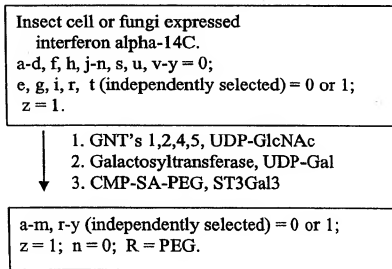 Insect cell or fungi expressed
interferon alpha-14C.
a-d, f, h, j-n, s, u, v-y = 0;
e, g, i, r, t (independently selected) = 0 or 1;
z = 1.
1. GNT's 1,2,4,5, UDP-GlcNAc
2. Galactosyltransferase, UDP-Gal
3. CMP-SA-PEG, ST3Gal3
a-m, r-y (independently selected) = 0 or 1;
z = 1; n = 0; R = PEG.